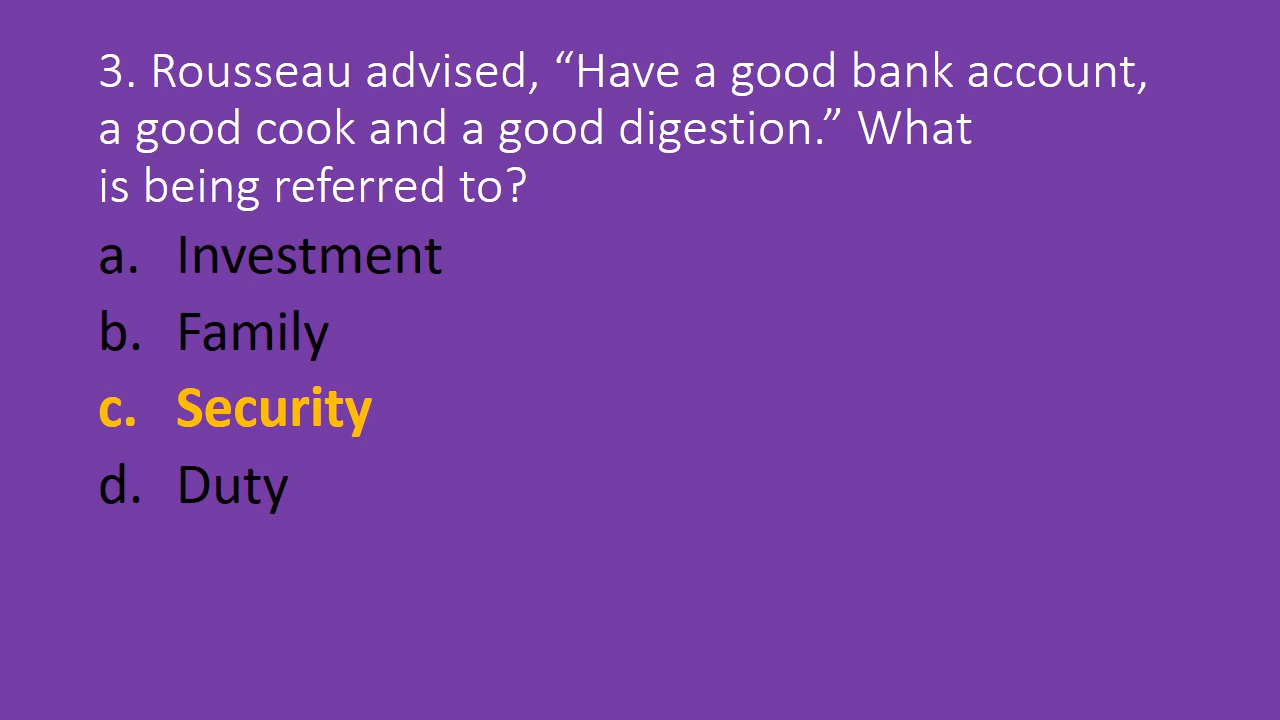 3. Rousseau advised, “Have a good bank account,
a good cook and a good digestion.” What
is being referred to?
a. Investment
b. Family
c. Security
d. Duty